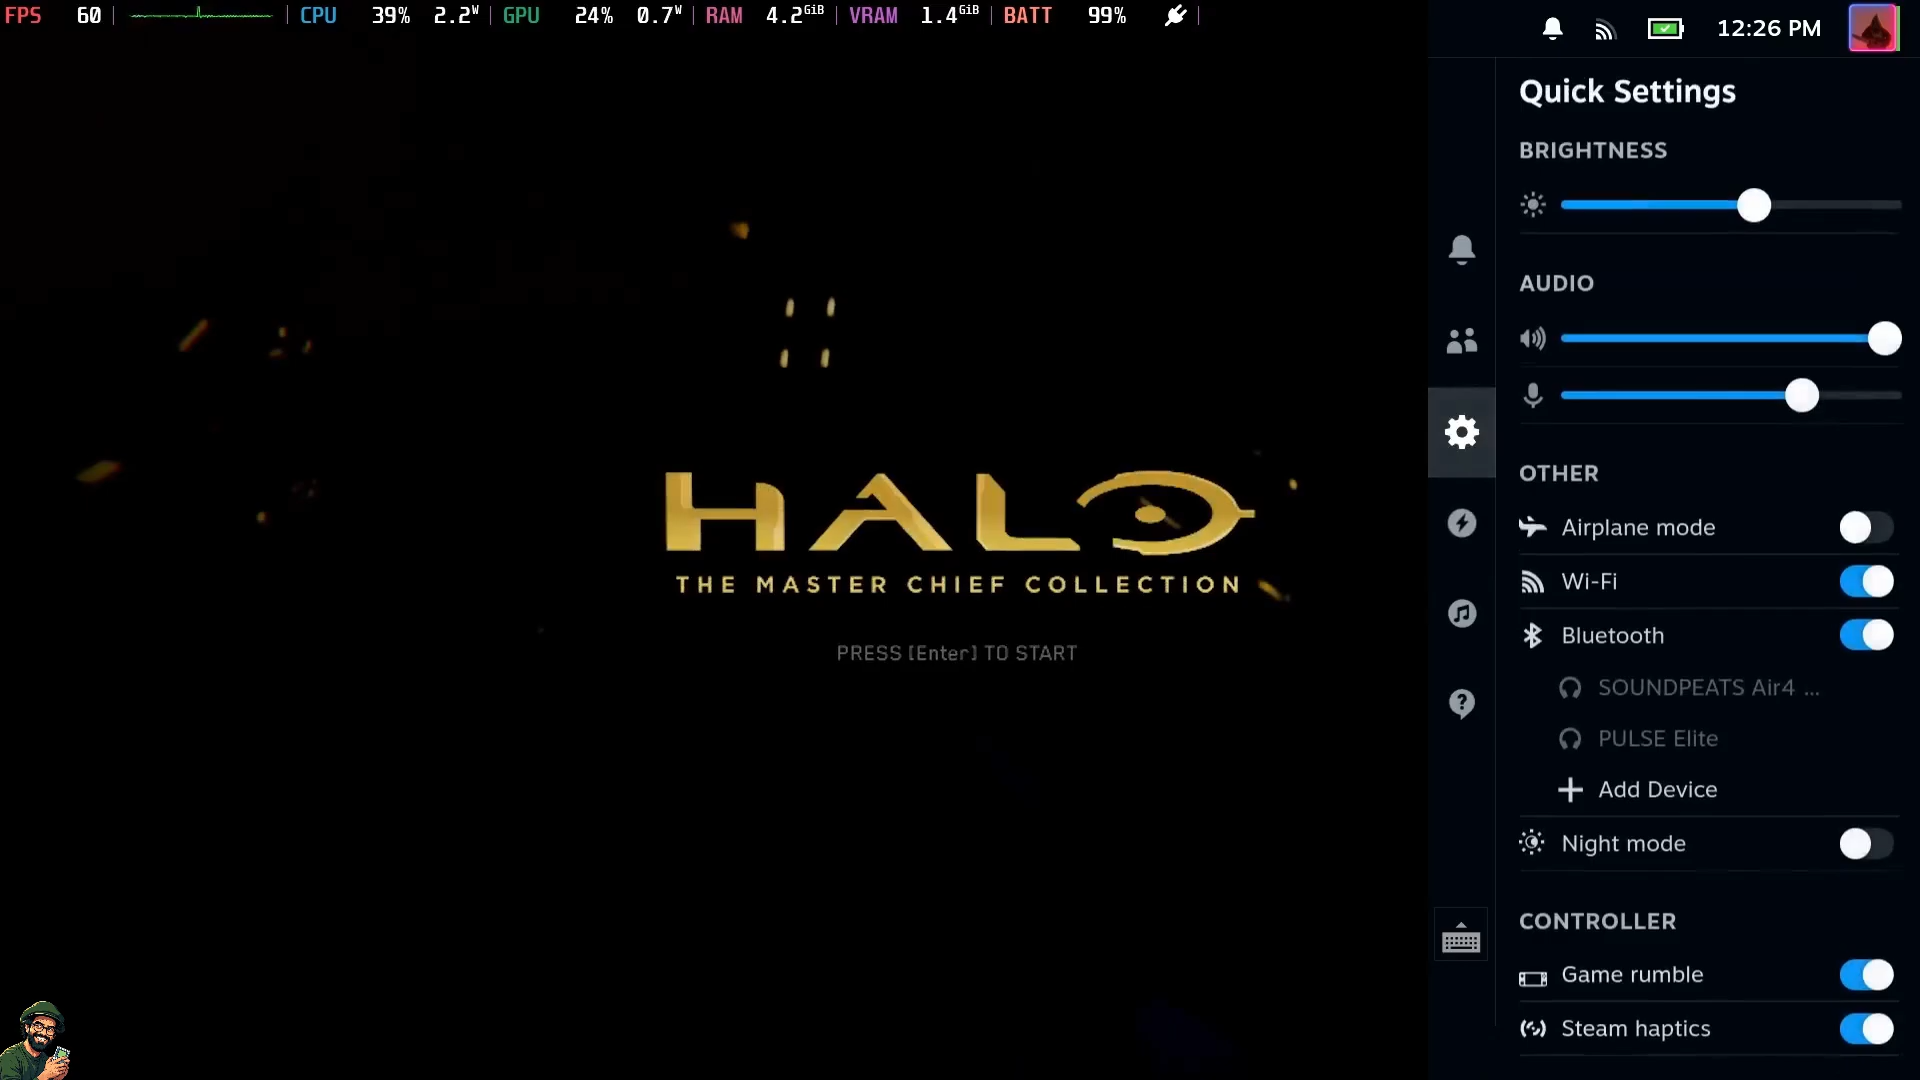 FPS 60 CPU 39% 2.2W GPU 24% 0.7W RAM 4.2GiB VRAM 1.4GiB BATT 99%
12:26 PM
Quick Settings
BRIGHTNESS
AUDIO
OTHER
Airplane mode
Wi-Fi
Bluetooth
SOUNDPEATS Air4 ...
PULSE Elite
Add Device
Night mode
CONTROLLER
Game rumble
Steam haptics
HALO
THE MASTER CHIEF COLLECTION
PRESS [Enter] TO START